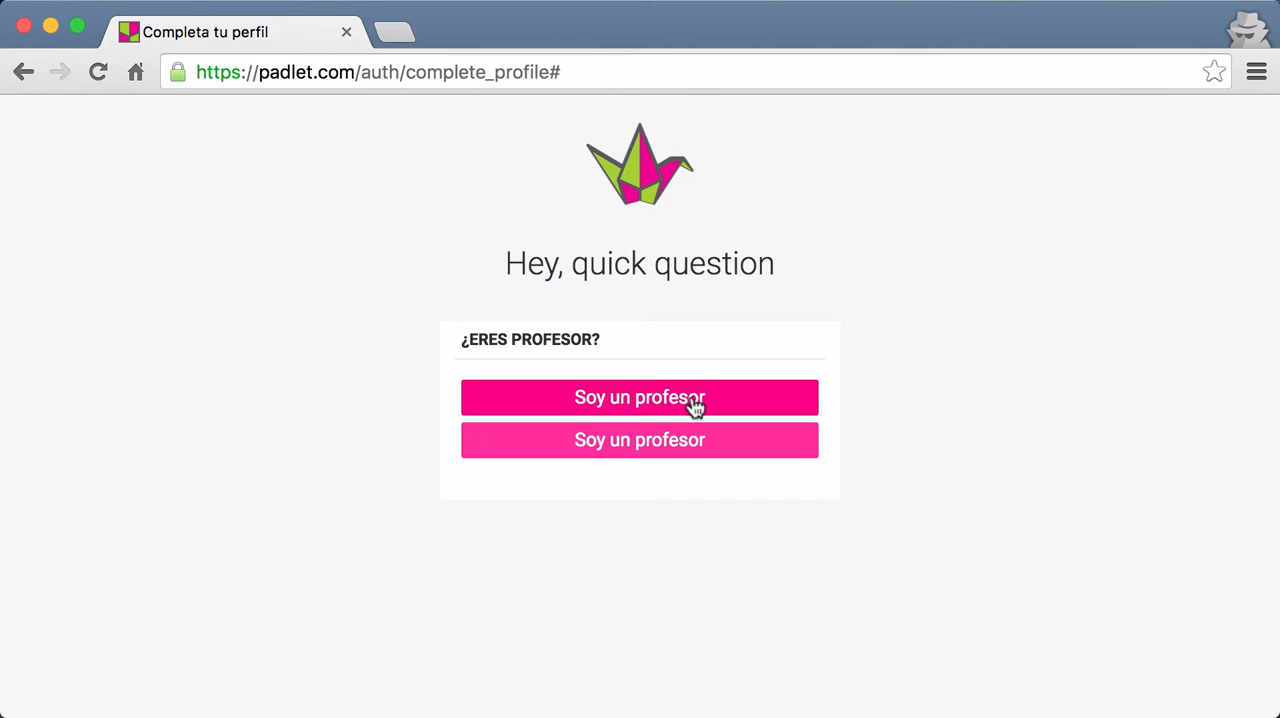 Completa tu perfil
https://padlet.com/auth/complete_profile#
Hey, quick question
¿ERES PROFESOR?
Soy un profesor
Soy un profesor